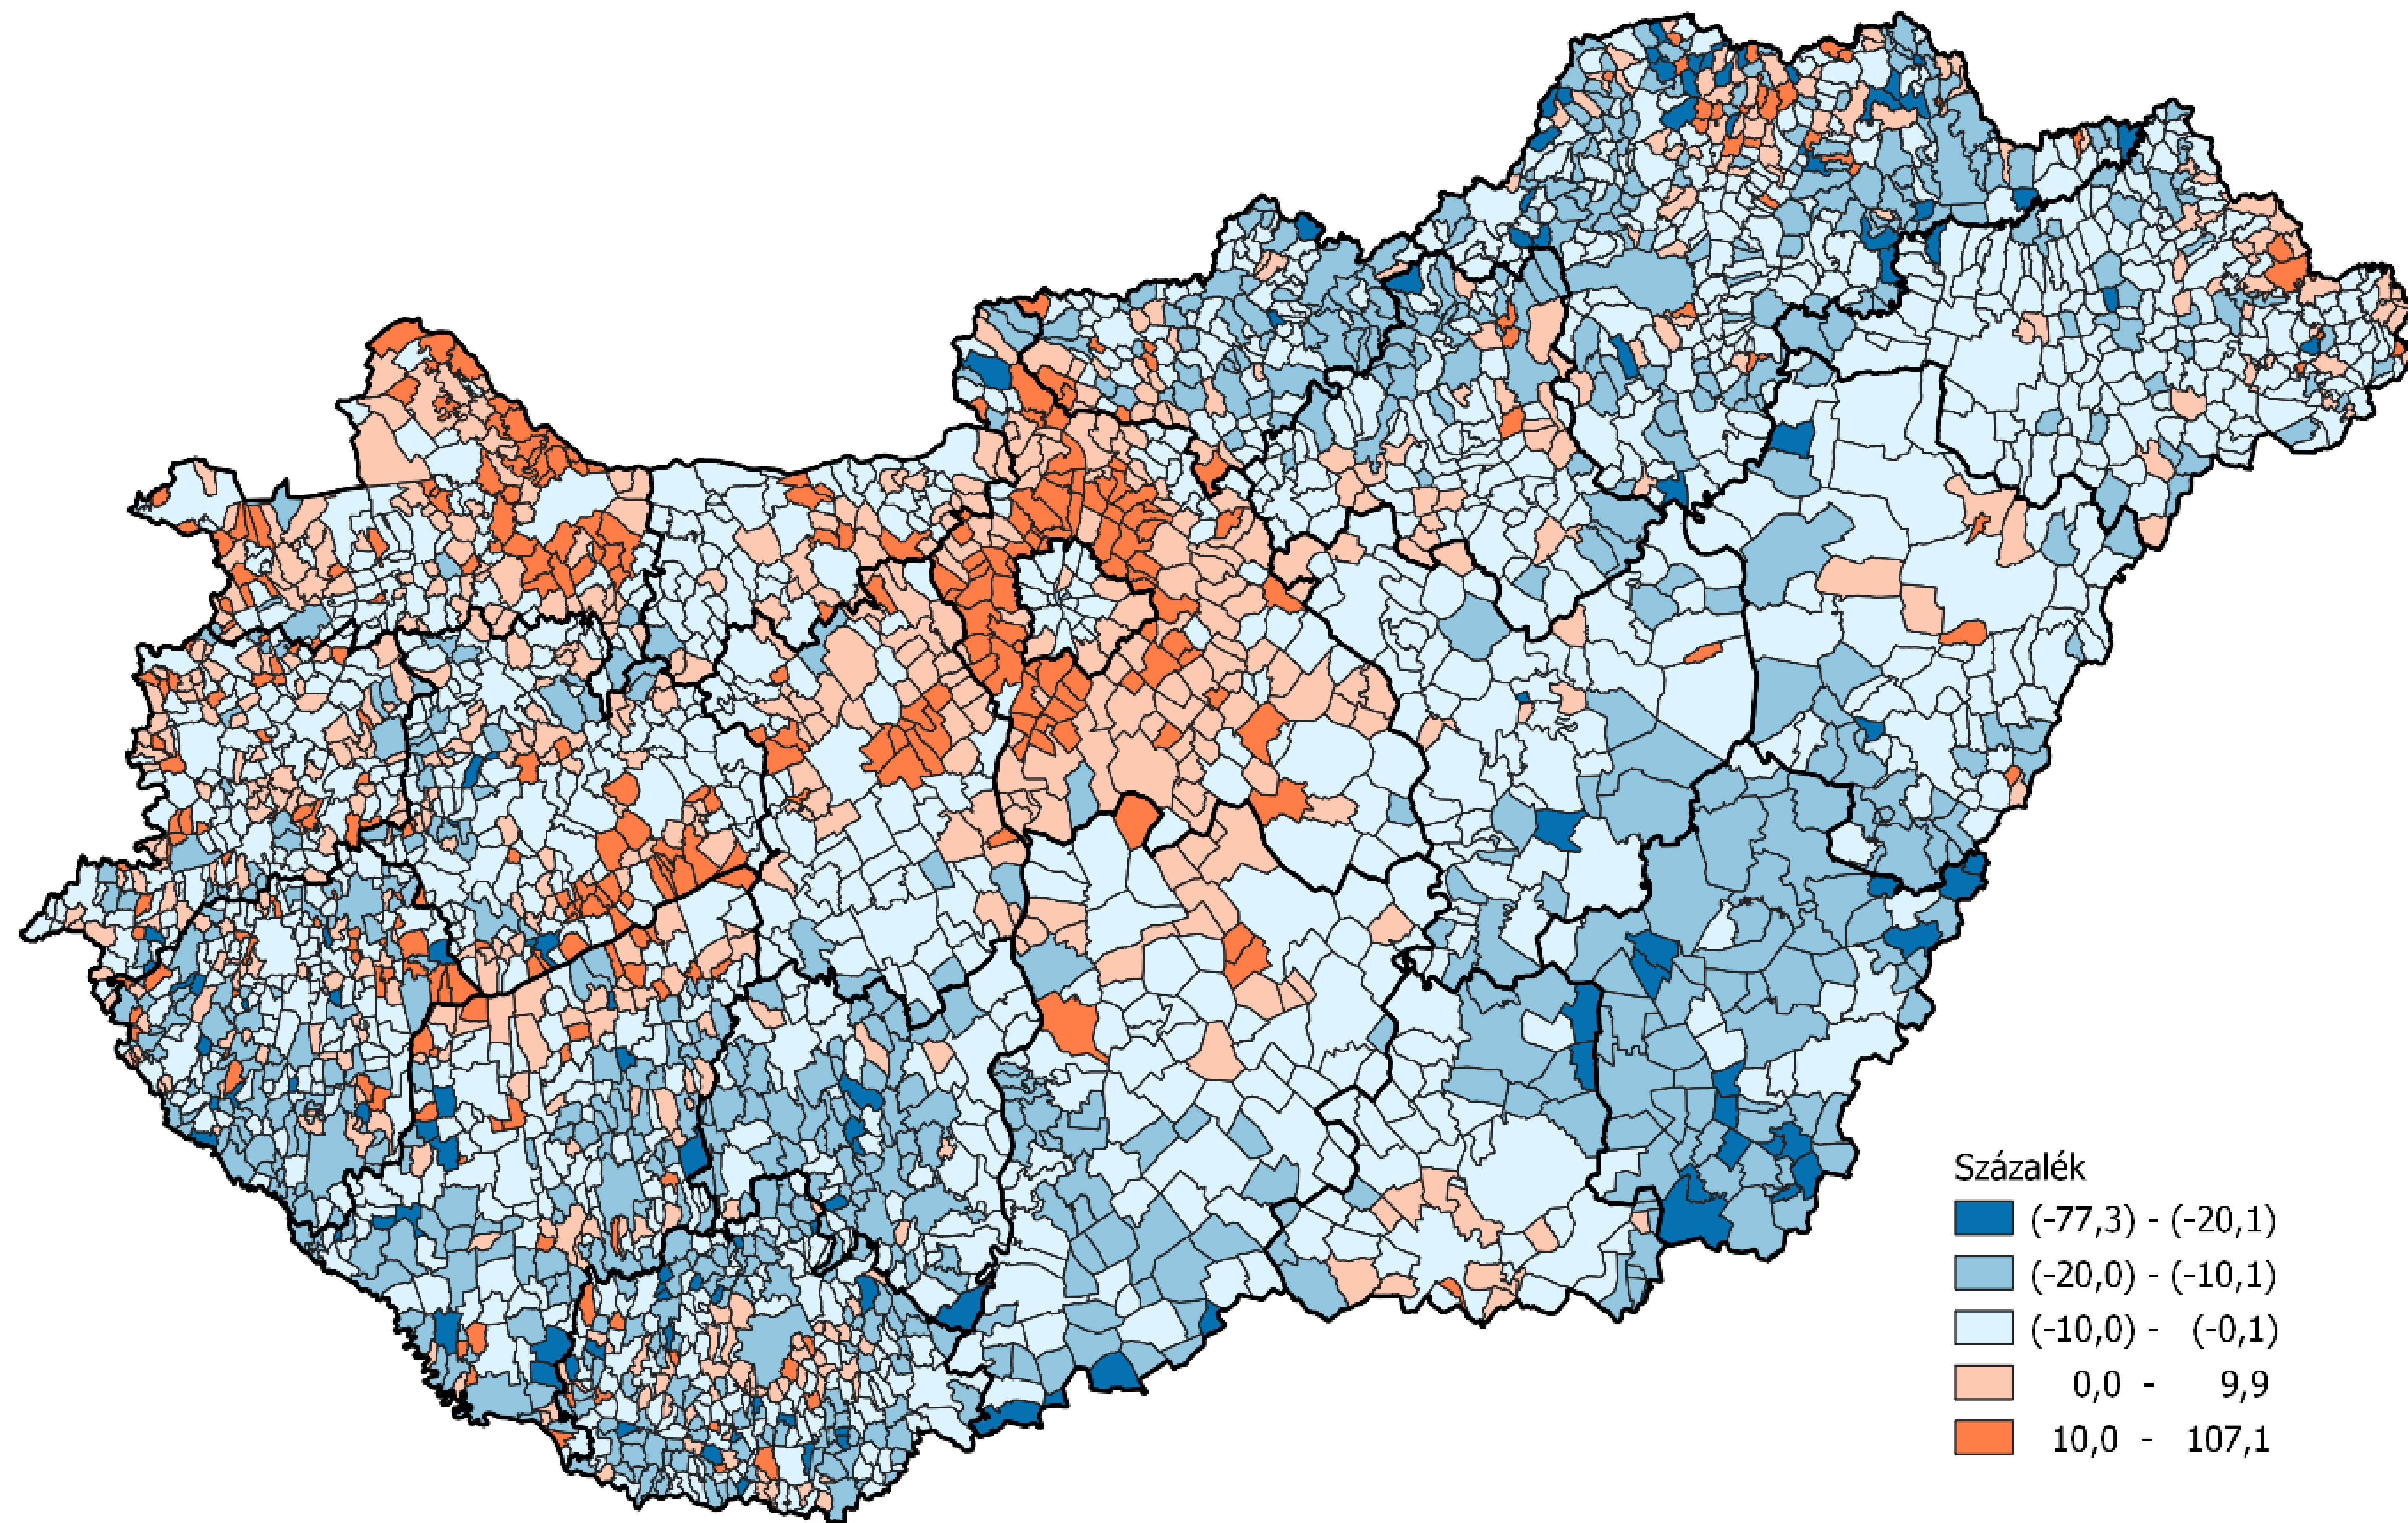 Százalék
(-77,3) - (-20,1)
(-20,0) - (-10,1)
(-10,0) - (-0,1)
0,0 - 9,9
10,0 - 107,1